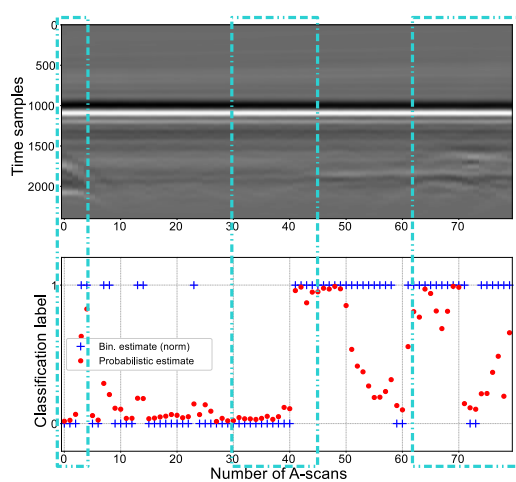 0
500
1000
1500
2000
Time samples
0 10 20 30 40 50 60 70
1
0
Classification label
Bin. estimate (norm)
Probabilistic estimate
0 10 20 30 40 50 60 70
Number of A-scans